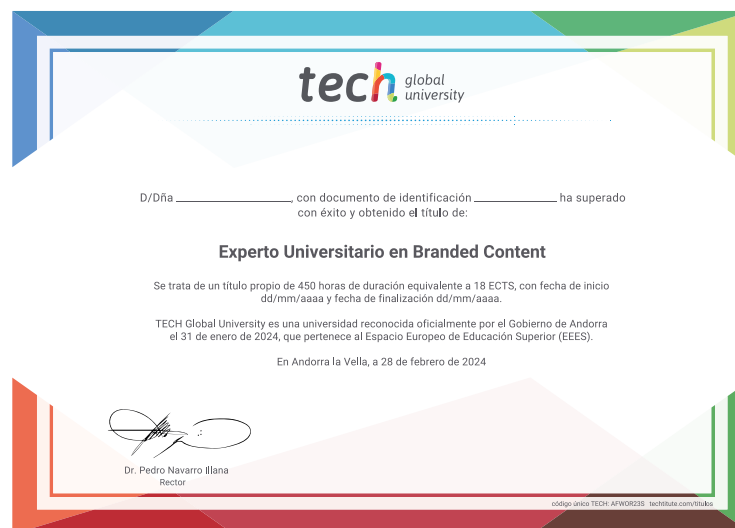 tech global
university
D/Dña ______________, con documento de identificación __________ ha superado
con éxito y obtenido el título de:
Experto Universitario en Branded Content
Se trata de un título propio de 450 horas de duración equivalente a 18 ECTS, con fecha de inicio
dd/mm/aaaa y fecha de finalización dd/mm/aaaa.
TECH Global University es una universidad reconocida oficialmente por el Gobierno de Andorra
el 31 de enero de 2024, que pertenece al Espacio Europeo de Educación Superior (EEES).
En Andorra la Vella, a 28 de febrero de 2024
Dr. Pedro Navarro Illana
Rector
código único TECH: AFWOR23S techtitute.com/titulos